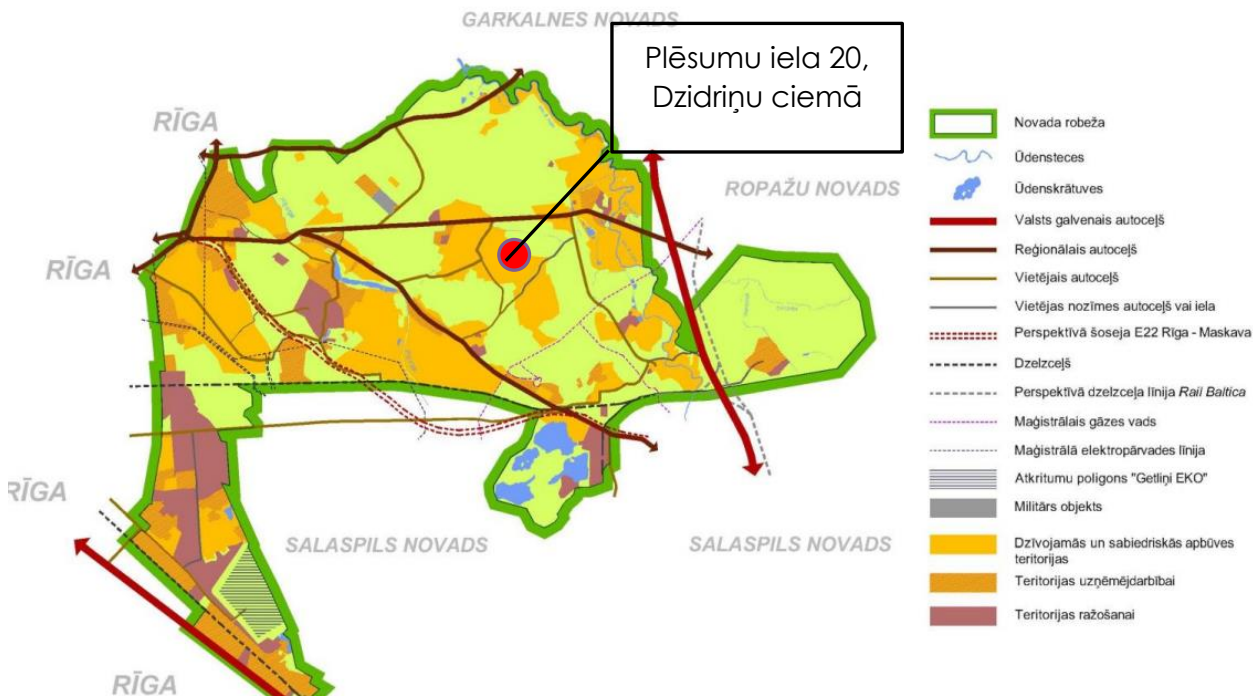 GARKALNES NOVADS
Plēsumu iela 20,
Dzidriņu ciemā
RĪGA
ROPAŽU NOVADS
RĪGA
RĪGA
SALASPILS NOVADS
SALASPILS NOVADS
RĪGA
Novada robeža
Ūdensteces
Ūdenskrātuves
Valsts galvenais autoceļš
Reģionālais autoceļš
Vietējais autoceļš
Vietējas nozīmes autoceļš vai iela
Perspektīvā šoseja E22 Rīga - Maskava
Dzelzceļš
Perspektīvā dzelzceļa līnija Rail Baltica
Maģistrālais gāzes vads
Maģistrālā elektropārvades līnija
Atkritumu poligons "Getliņi EKO"
Militārs objekts
Dzīvojamās un sabiedriskās apbūves
teritorijas
Teritorijas uzņēmējdarbībai
Teritorijas ražošanai